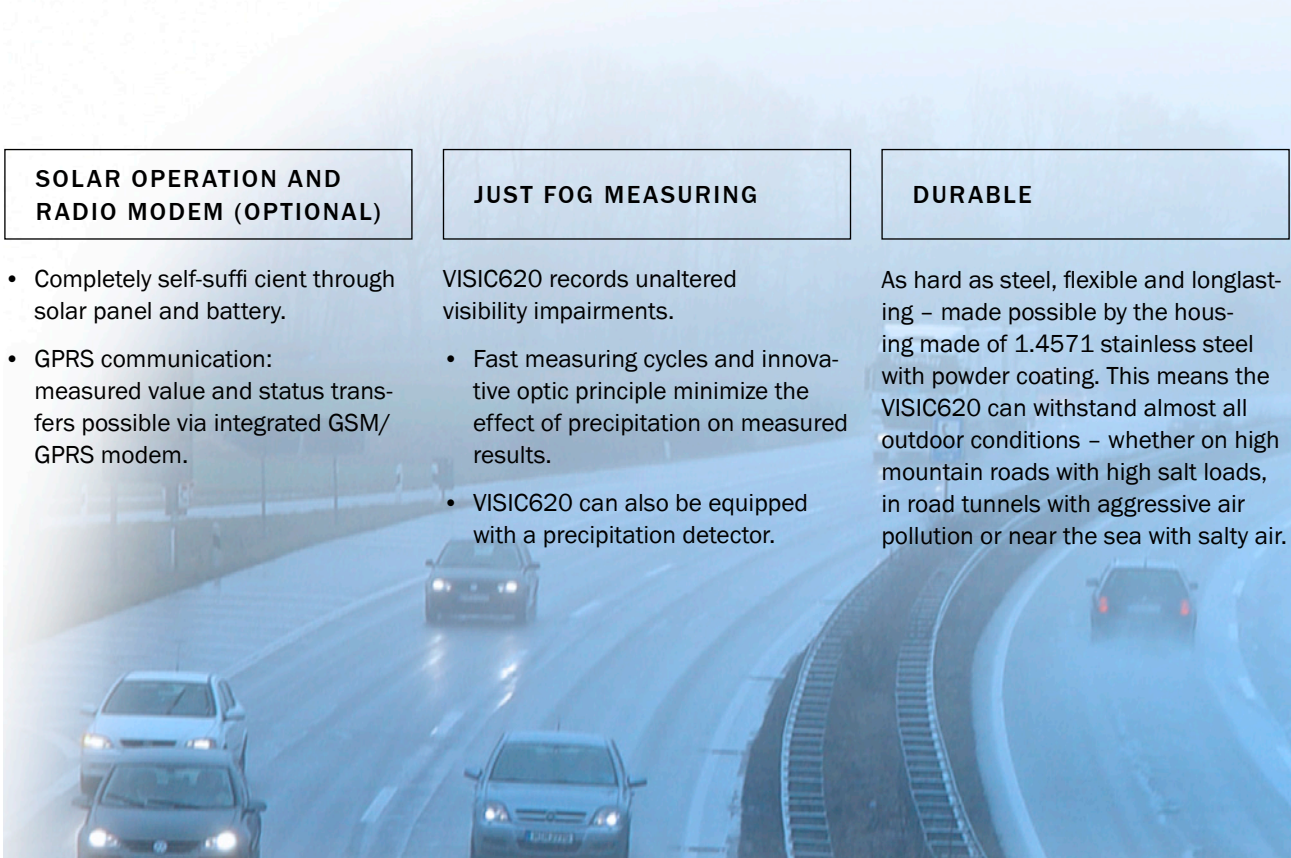 SOLAR OPERATION AND
RADIO MODEM (OPTIONAL)
• Completely self-suffi cient through
solar panel and battery.
• GPRS communication:
measured value and status trans-
fers possible via integrated GSM/
GPRS modem.
JUST FOG MEASURING
VISIC620 records unaltered
visibility impairments.
• Fast measuring cycles and innova-
tive optic principle minimize the
effect of precipitation on measured
results.
• VISIC620 can also be equipped
with a precipitation detector.
DURABLE
As hard as steel, flexible and longlast-
ing – made possible by the hous-
ing made of 1.4571 stainless steel
with powder coating. This means the
VISIC620 can withstand almost all
outdoor conditions – whether on high
mountain roads with high salt loads,
in road tunnels with aggressive air
pollution or near the sea with salty air.